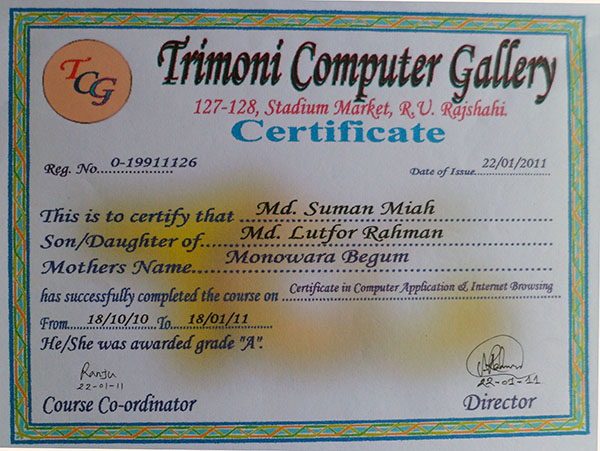 TCG
Trimoni Computer Gallery
127-128, Stadium Market, R.U. Rajshahi.
Certificate
Reg. No....0-19911126
Date of Issue...22/01/2011
This is to certify that Md. Suman Miah
Son/Daughter of...Md. Lutfor Rahman
Mothers Name...Monowara Begum
has successfully completed the course on Certificate in Computer Application & Internet Browsing
From....18/10/10 To...18/01/11
He/She was awarded grade "A".
Ranju
22-01-11
22-01-11
Course Co-ordinator
Director